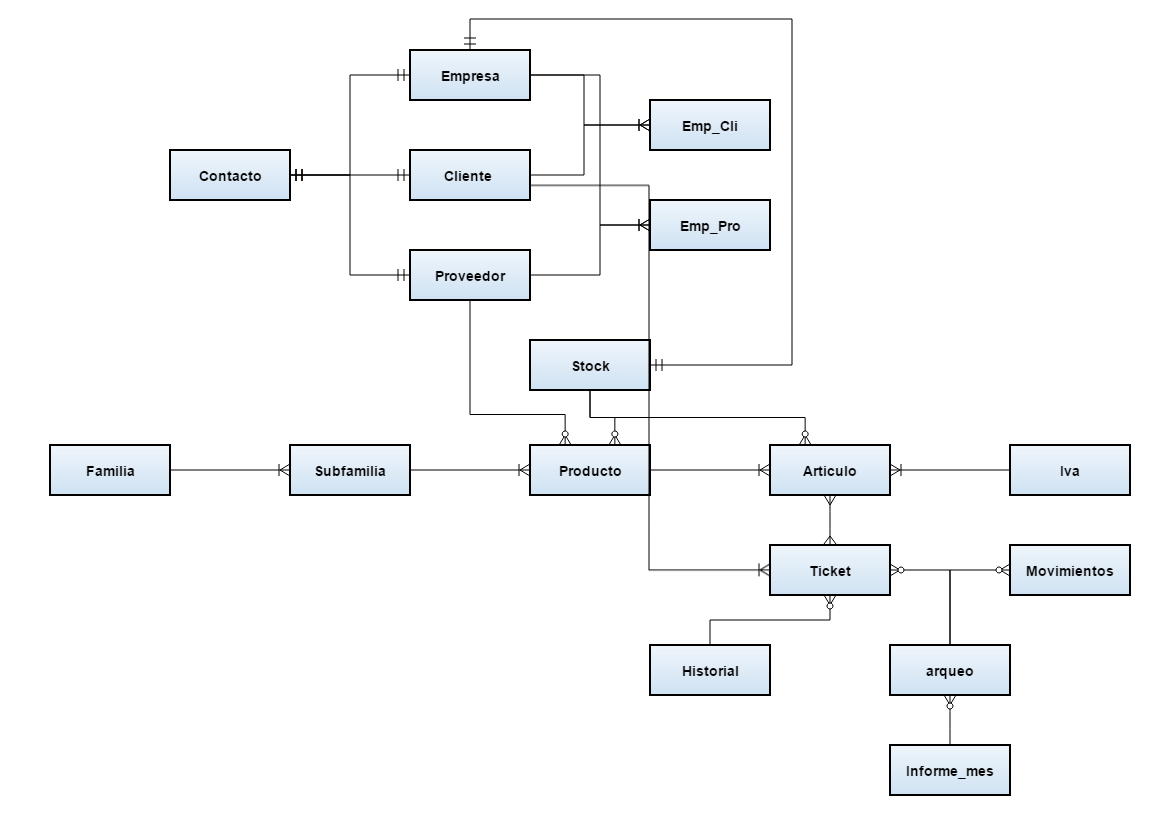 Empresa
Emp_Cli
Contacto
Cliente
Emp_Pro
Proveedor
Stock
Familia
Subfamilia
Producto
Articulo
Iva
Ticket
Movimientos
Historial
arqueo
Informe_mes